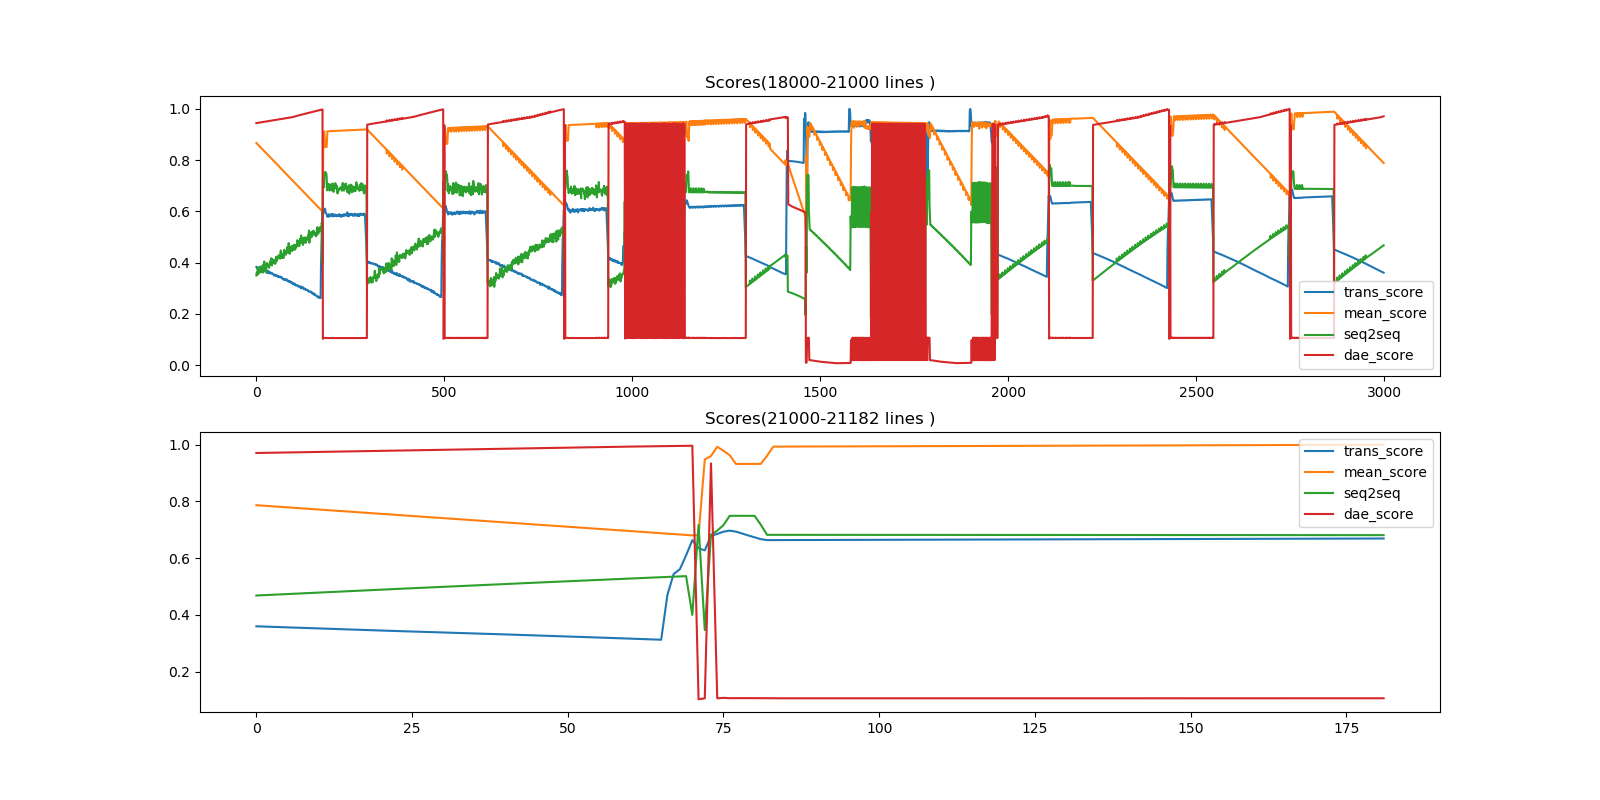 Scores(18000-21000 lines )
1.0
0.8
0.6
0.4
0.2
0.0
trans_score
mean_score
seq2seq
dae_score
0 500 1000 1500 2000 2500 3000
Scores(21000-21182 lines )
1.0
0.8
0.6
0.4
0.2
trans_score
mean_score
seq2seq
dae_score
0 25 50 75 100 125 150 175